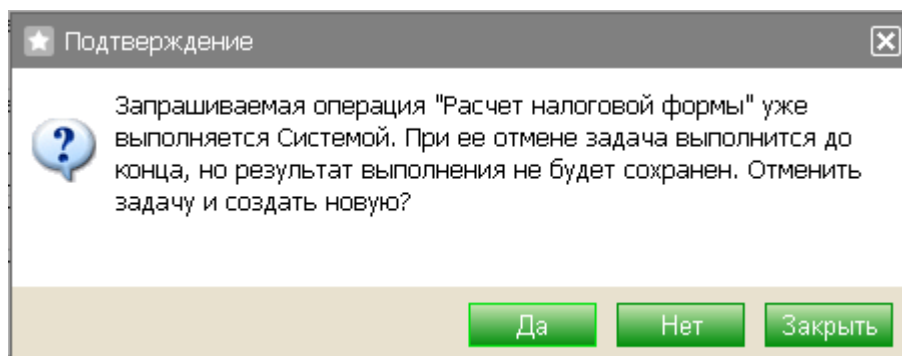 Подтверждение
Запрашиваемая операция "Расчет налоговой формы" уже
выполняется Системой. При ее отмене задача выполнится до
конца, но результат выполнения не будет сохранен. Отменить
задачу и создать новую?
Да Нет Закрыть